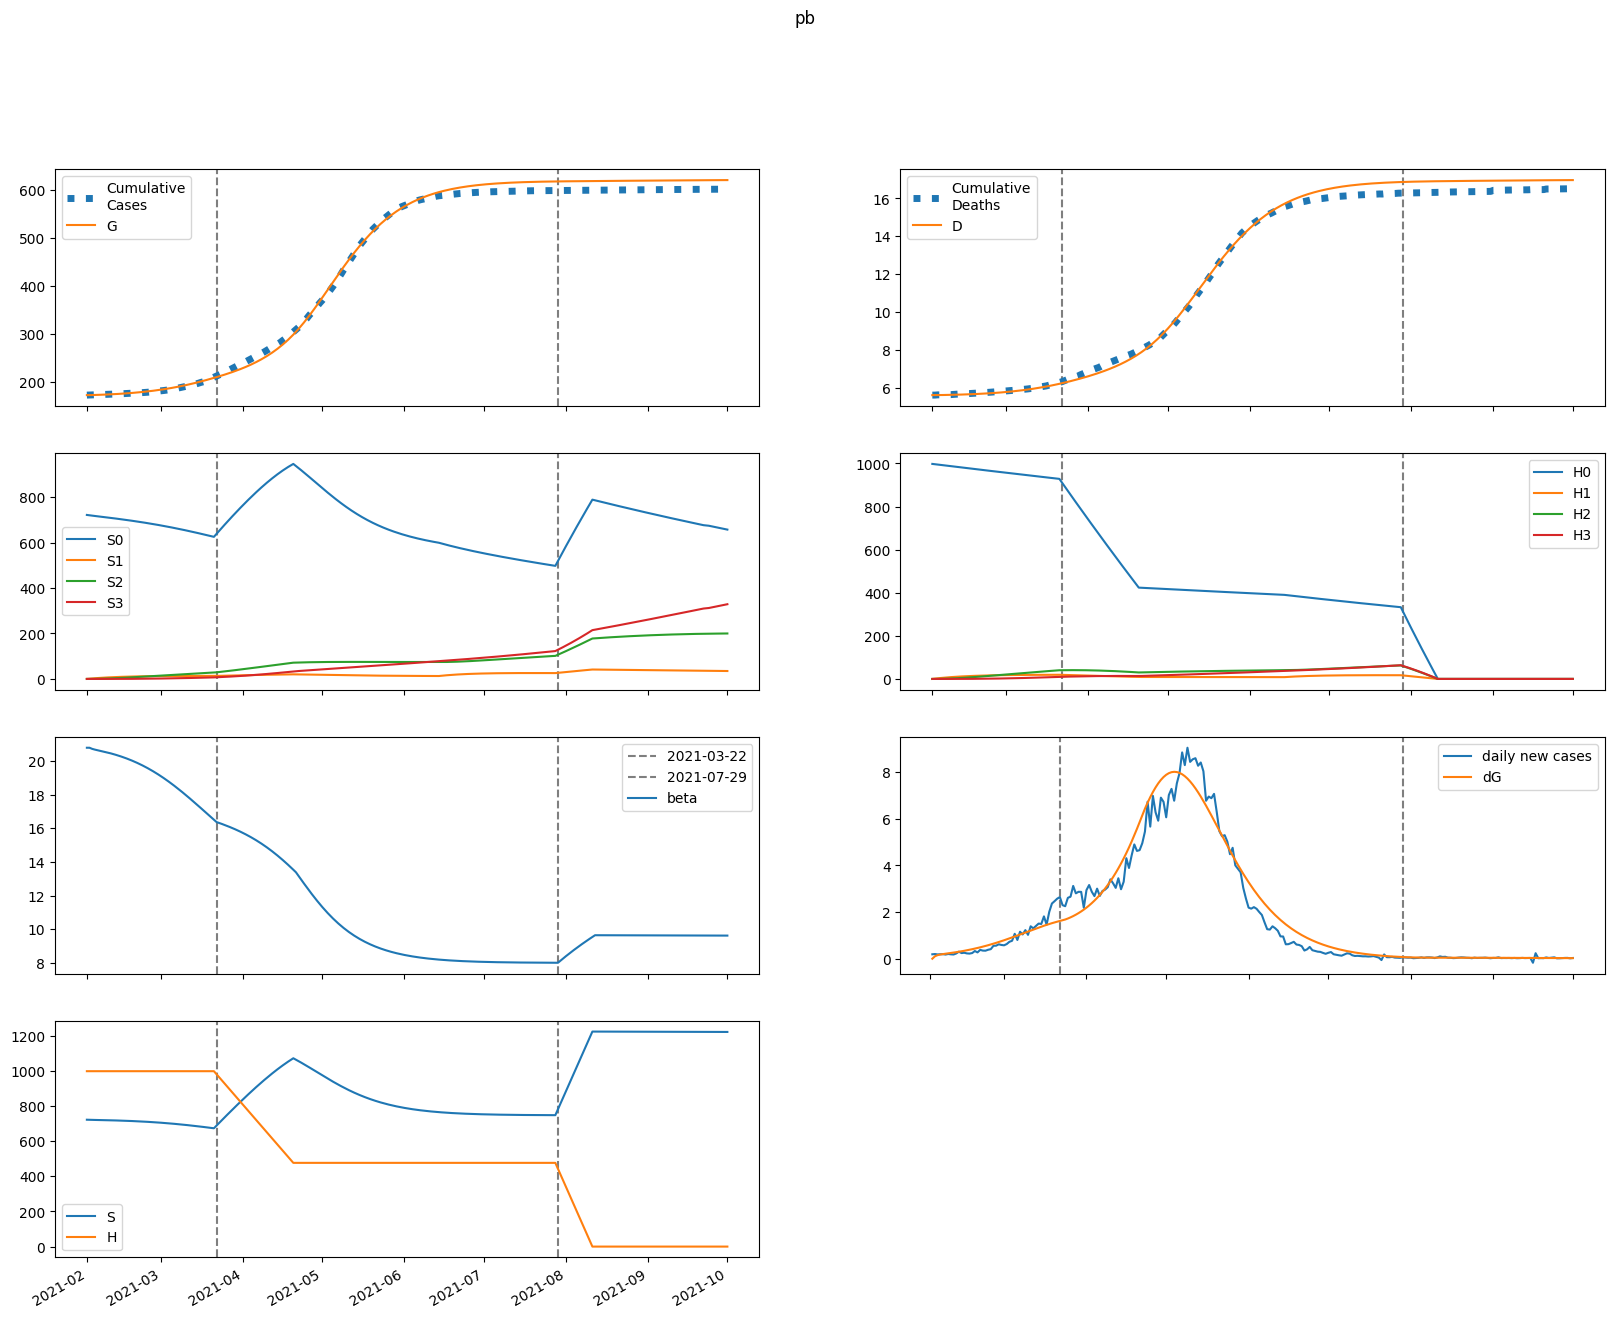 pb
Cumulative
Cases
G
600
500
400
300
200
Cumulative
Deaths
D
16
14
12
10
8
6
S0
S1
S2
S3
800
600
400
200
0
H0
H1
H2
H3
1000
800
600
400
200
0
2021-03-22
2021-07-29
beta
20
18
16
14
12
10
8
daily new cases
dG
8
6
4
2
0
S
H
1200
1000
800
600
400
200
0
2021-02
2021-03
2021-04
2021-05
2021-06
2021-07
2021-08
2021-09
2021-10